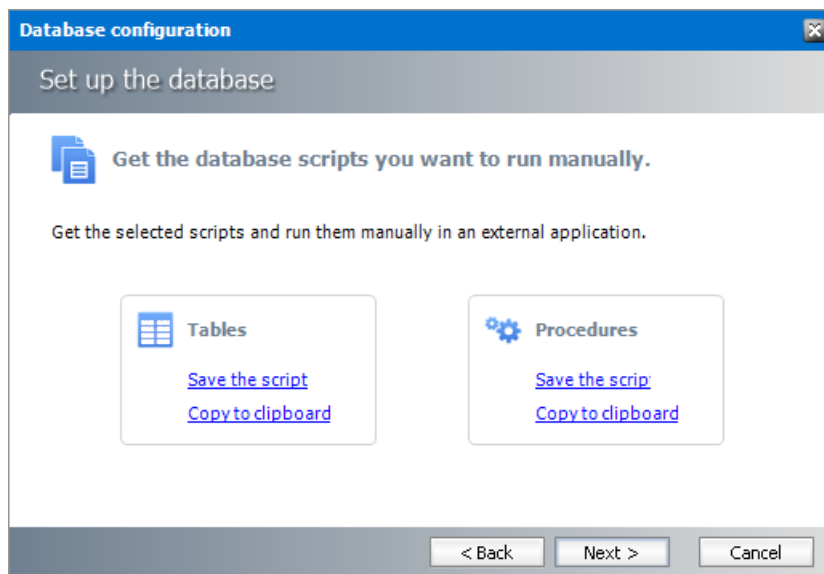 Database configuration
Set up the database
Get the database scripts you want to run manually.
Get the selected scripts and run them manually in an external application.
Tables
Save the script
Copy to clipboard
Procedures
Save the scrip
Copy to clipboard
< Back
Next >
Cancel